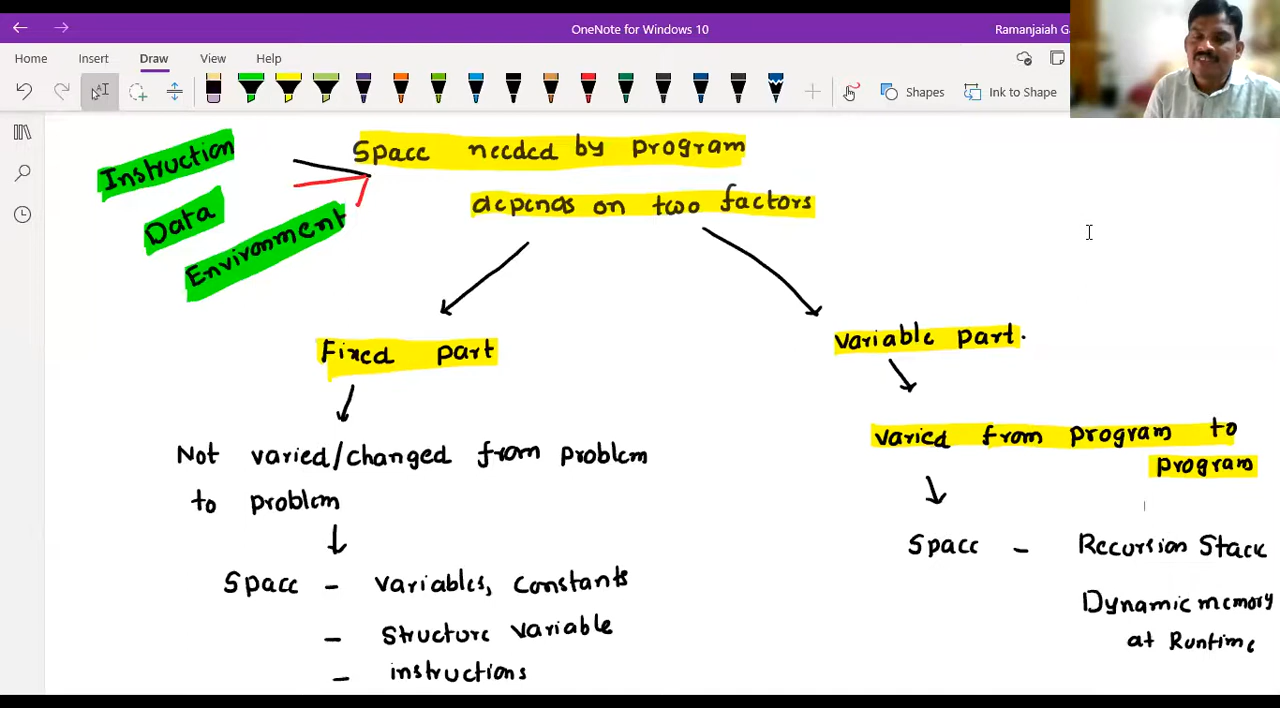 OneNote for Windows 10
Ramanjaiah G
Home Insert Draw View Help
Shapes Ink to Shape
Instruction
Data
Environment
Space needed by program
depends on two factors
Fixed part
Variable part.
Not varied/changed from problem
to problem
Space - variables, constants
- structure variable
- instructions
varied from program to
program
Space - Recursion Stack
Dynamic memory
at Runtime